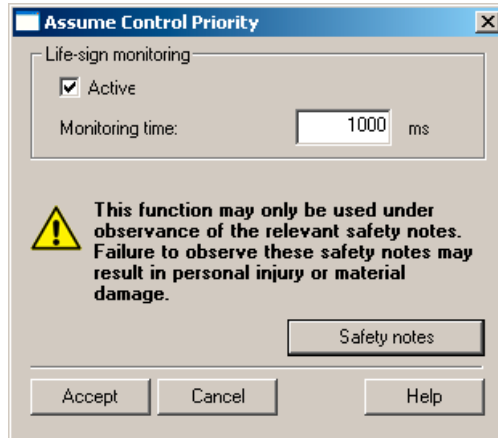 Assume Control Priority
Life-sign monitoring
Active
Monitoring time: 1000 ms
This function may only be used under
observance of the relevant safety notes.
Failure to observe these safety notes may
result in personal injury or material
damage.
Safety notes
Accept Cancel Help